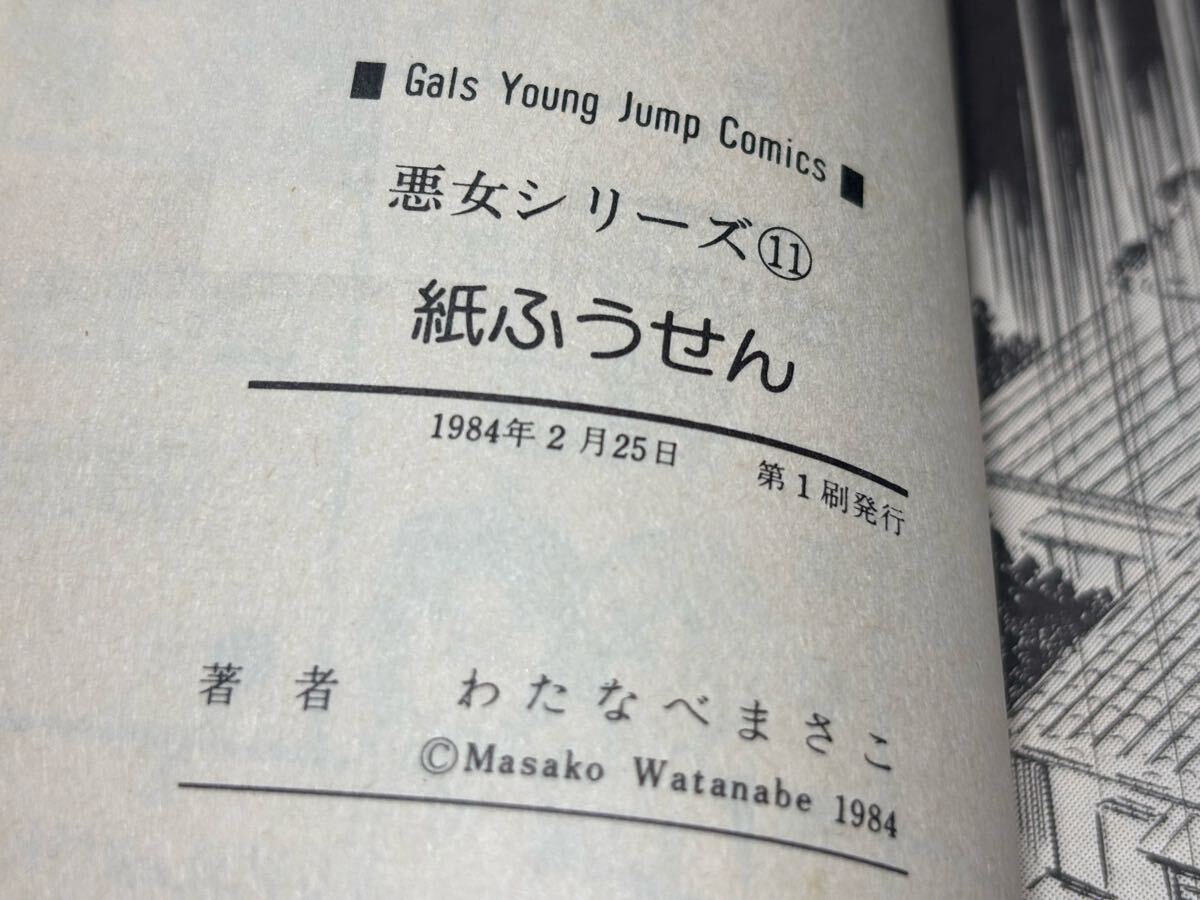 ■ Gals Young Jump Comics ■
悪女シリーズ⑪
紙ふうせん
1984年2月25日　第1刷発行
著者　わたなべまさこ
©Masako Watanabe 1984